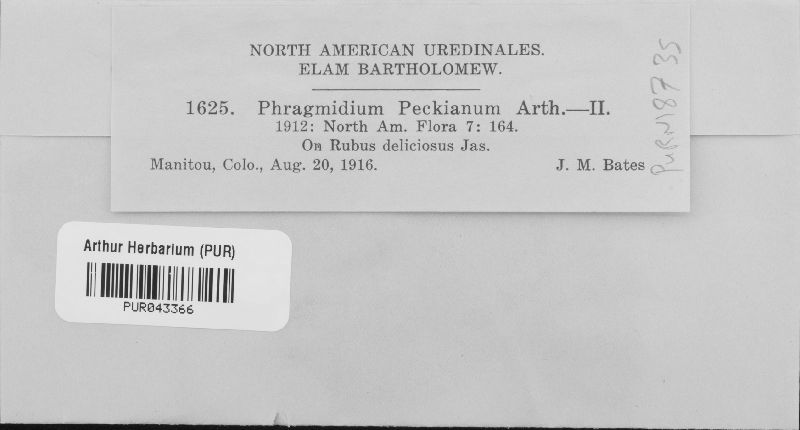 NORTH AMERICAN UREDINALES.
ELAM BARTHOLOMEW.
1625. Phragmidium Peckianum Arth.—II.
1912: North Am. Flora 7: 164.
On Rubus deliciosus Jas.
Manitou, Colo., Aug. 20, 1916. J. M. Bates
PURN18735
Arthur Herbarium (PUR)
PUR043366